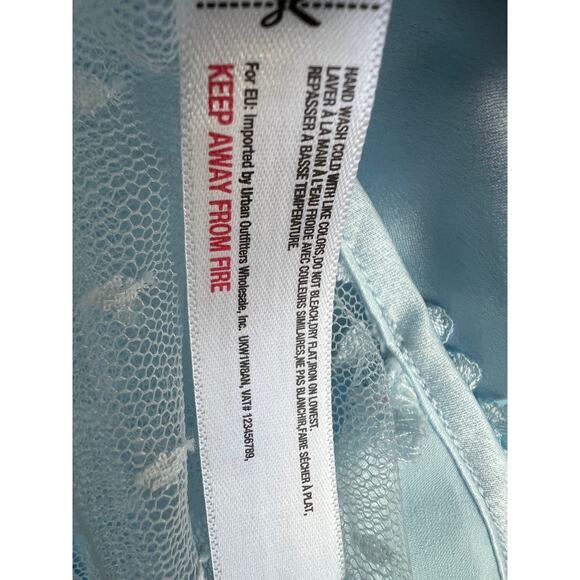 HAND WASH COLD WITH LIKE COLORS,DO NOT BLEACH,DRY FLAT,IRON ON LOWEST.
LAVER À LA MAIN À L'EAU FROIDE AVEC COULEURS SIMILAIRES,NE PAS BLANCHIR,FAIRE SÉCHER À PLAT,
REPASSER A BASSE TEMPERATURE.
For EU: Imported by Urban Outfitters Wholesale, Inc. UKW1WBAN, VAT# 123456789,
KEEP AWAY FROM FIRE